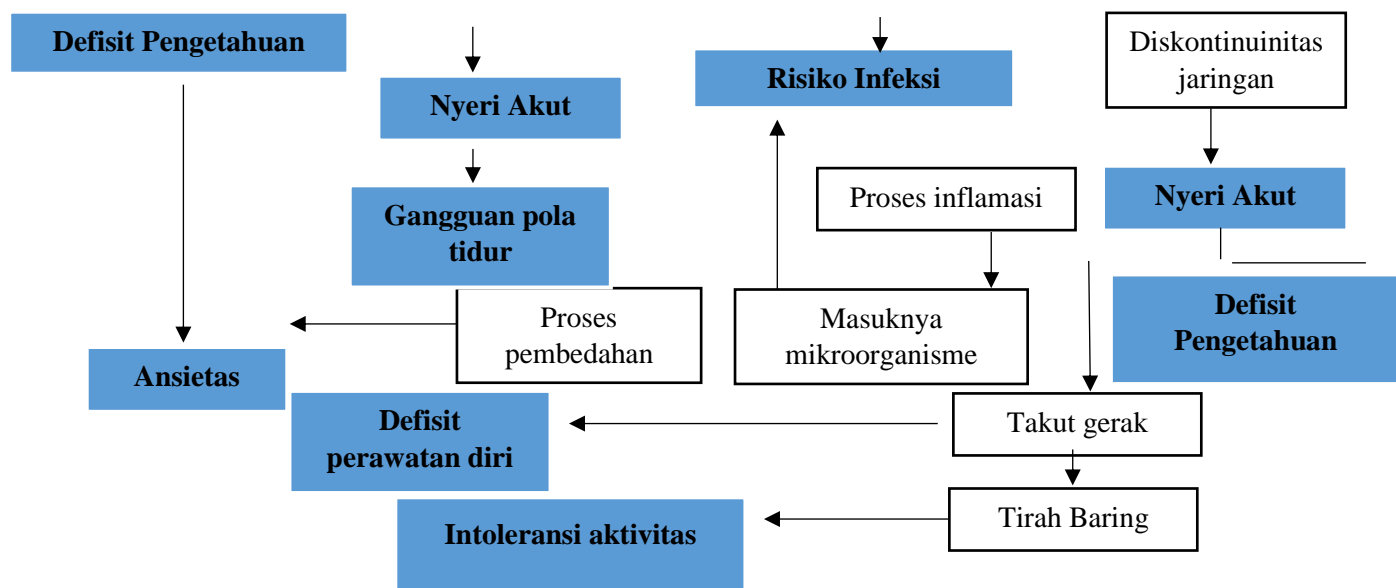 Defisit Pengetahuan
Nyeri Akut
Risiko Infeksi
Diskontinuinitas
jaringan
Gangguan pola
tidur
Proses inflamasi
Nyeri Akut
Proses
pembedahan
Masuknya
mikroorganisme
Defisit
Pengetahuan
Ansietas
Defisit
perawatan diri
Takut gerak
Intoleransi aktivitas
Tirah Baring